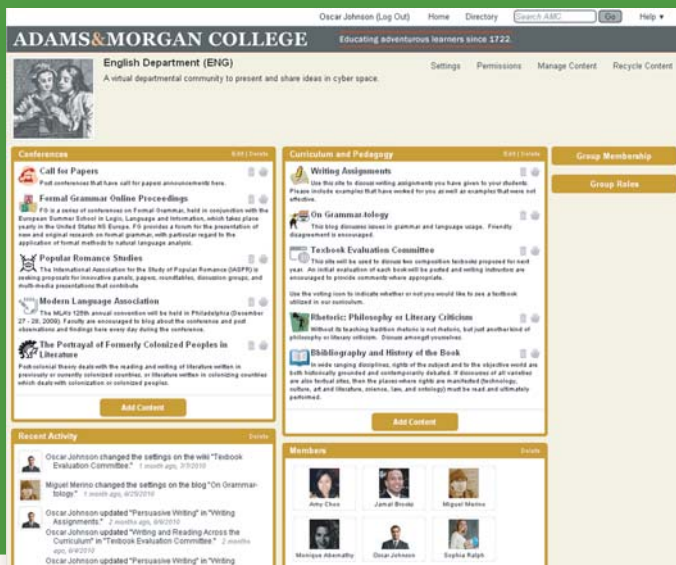 Oscar Johnson (Log Out) Home Directory Search AMC Go Help ▾
ADAMS&MORGAN COLLEGE
Educating adventurous learners since 1722.
English Department (ENG)
A virtual departmental community to present and share ideas in cyber space.
Settings Permissions Manage Content Recycle Content
Conferences
Edit | Delete
Call for Papers
Post conferences that have call for papers announcements here.
Formal Grammar Online Proceedings
FG is a series of conferences on Formal Grammar, held in conjunction with the
European Summer School in Logic, Language and Information, which takes place
yearly in the United States NS Europe. FG provides a forum for the presentation of
new and original research on formal grammar, with particular regard to the
application of formal methods to natural language analysis.
Popular Romance Studies
The International Association for the Study of Popular Romance (IASPR) is
seeking proposals for innovative panels, papers, roundtables, discussion groups, and
multi-media presentations that contribute
Modern Language Association
The MLA's 125th annual convention will be held in Philadelphia (December
27 - 28, 2009). Faculty are encouraged to blog about the conference and post
observations and findings here every day during the conference.
The Portrayal of Formerly Colonized Peoples in
Literature
Post-colonial theory deals with the reading and writing of literature written in
previously or currently colonized countries, or literature written in colonizing countries
which deals with colonization or colonized peoples.
Add Content
Recent Activity
Delete
Oscar Johnson changed the settings on the wiki "Texbook
Evaluation Committee." 1 month ago, 7/7/2010
Miguel Merino changed the settings on the blog "On Grammar-
tology." 1 month ago, 6/29/2010
Oscar Johnson updated "Persuasive Writing" in "Writing
Assignments." 2 months ago, 6/6/2010
Oscar Johnson updated "Writing and Reading Across the
Curriculum" in "Texbook Evaluation Committee." 2 months
ago, 6/4/2010
Oscar Johnson updated "Persuasive Writing" in "Writing
Curriculum and Pedagogy
Edit | Delete
Writing Assignments
Use this site to discuss writing assignments you have given to your students.
Please include examples that have worked for you as well as examples that were not
effective.
On Grammar-tology
This blog discusses issues in grammar and language usage. Friendly
disagreement is encouraged.
Texbook Evaluation Committee
This site will be used to discuss two composition textbooks proposed for next
year. An initial evaluation of each book will be posted and writing instructors are
encouraged to provide comments where appropriate.
Use the voting icon to indicate whether or not you would like to see a textbook
utilized in our curriculum.
Rhetoric: Philosophy or Literary Criticism
Without its teaching tradition rhetoric is not rhetoric, but just another kind of
philosophy or literary criticism. Discuss amongst yourselves.
Bbibliography and History of the Book
In wide ranging disciplines, rights of the subject and to the objective world are
both historically grounded and contemporarily debated. If discourses of all varieties
are also textual sites, then the places where rights are manifested (technology,
culture, art and literature, science, law, and ontology) must be read and ultimately
performed.
Add Content
Members
Delete
Amy Choo
Jamal Brooks
Miguel Merino
Monique Abernathy
Oscar Johnson
Sophia Ralph
Group Membership
Group Roles